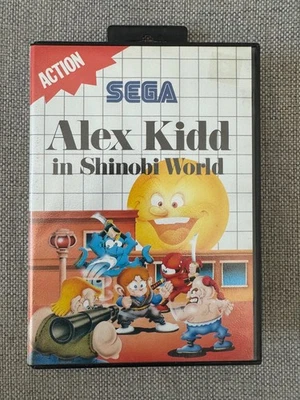 ACTION
SEGA
Alex Kidd
in Shinobi World